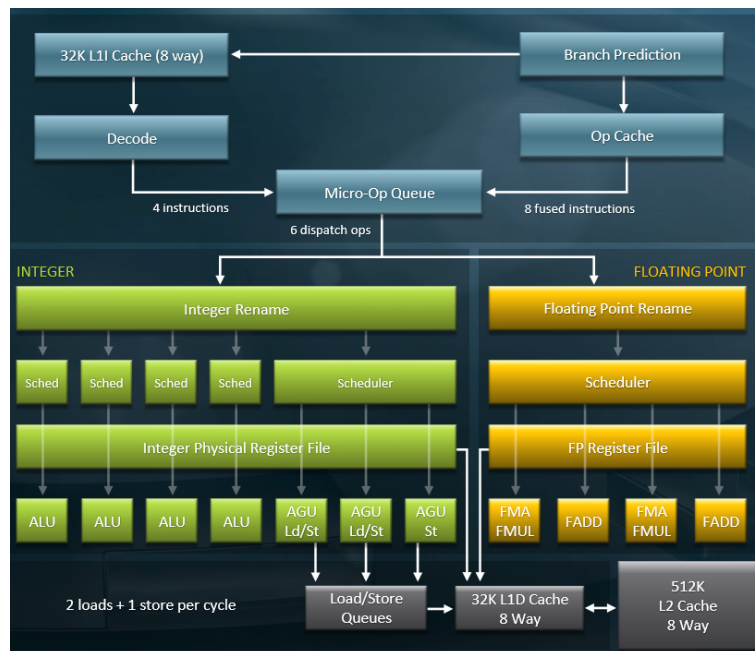 32K L1I Cache (8 way)
Branch Prediction
Decode
Op Cache
Micro-Op Queue
4 instructions
8 fused instructions
6 dispatch ops
INTEGER
FLOATING POINT
Integer Rename
Floating Point Rename
Sched
Sched
Sched
Sched
Scheduler
Scheduler
Integer Physical Register File
FP Register File
ALU
ALU
ALU
ALU
AGU
Ld/St
AGU
Ld/St
AGU
St
FMA
FMUL
FADD
FMA
FMUL
FADD
2 loads + 1 store per cycle
Load/Store
Queues
32K L1D Cache
8 Way
512K
L2 Cache
8 Way